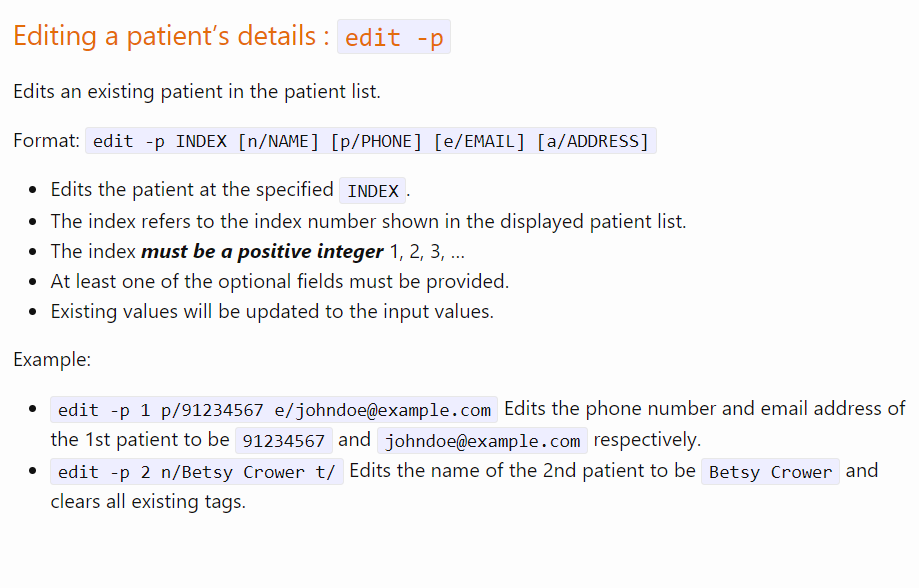 Editing a patient’s details : edit -p
Edits an existing patient in the patient list.
Format: edit -p INDEX [n/NAME] [p/PHONE] [e/EMAIL] [a/ADDRESS]
• Edits the patient at the specified INDEX.
• The index refers to the index number shown in the displayed patient list.
• The index must be a positive integer 1, 2, 3, …
• At least one of the optional fields must be provided.
• Existing values will be updated to the input values.
Example:
• edit -p 1 p/91234567 e/johndoe@example.com Edits the phone number and email address of
the 1st patient to be 91234567 and johndoe@example.com respectively.
• edit -p 2 n/Betsy Crower t/ Edits the name of the 2nd patient to be Betsy Crower and
clears all existing tags.